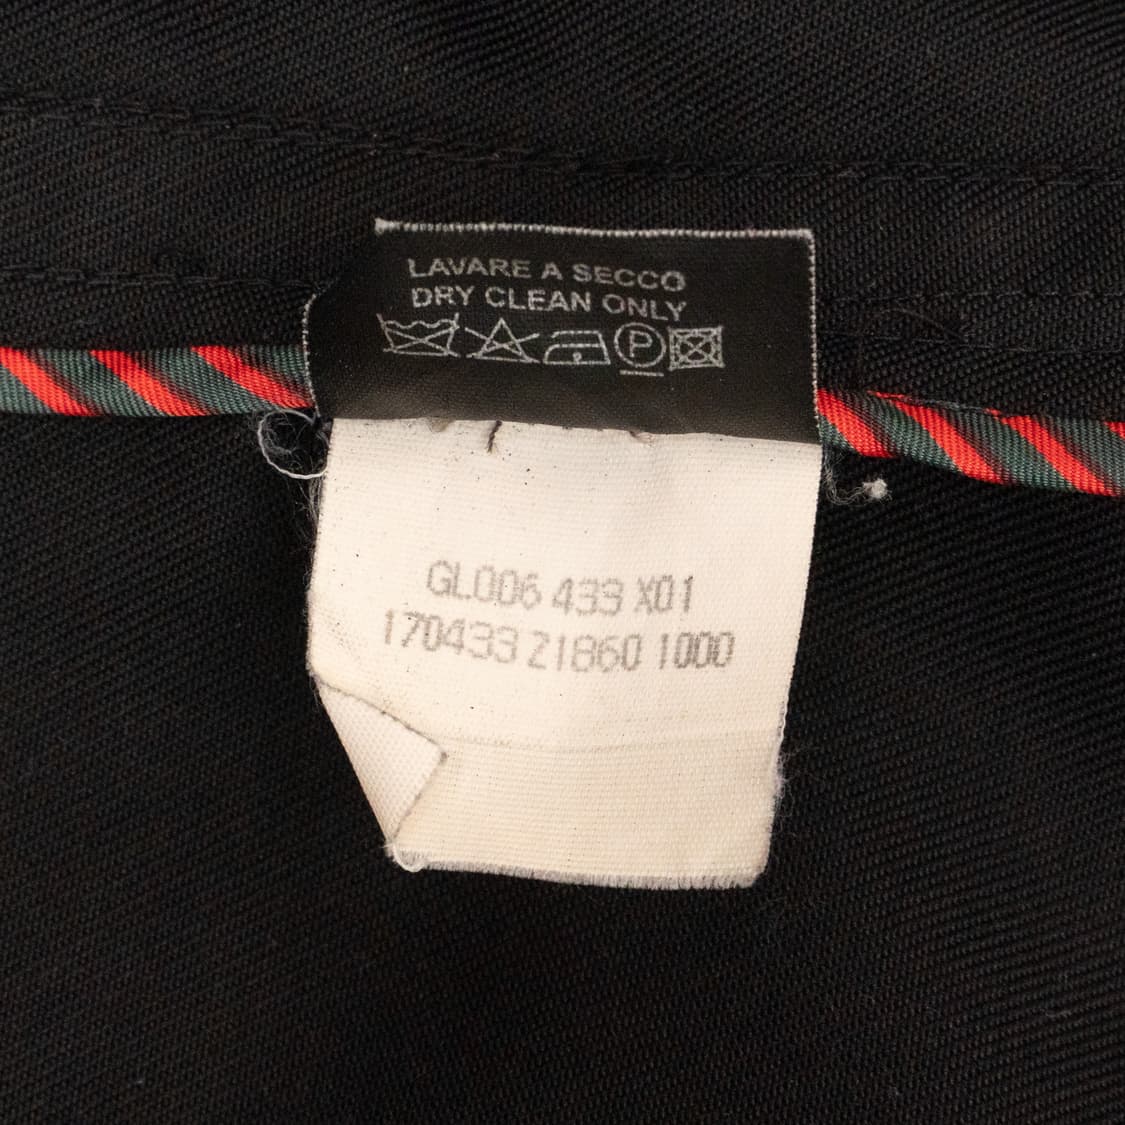 LAVARE A SECCO
DRY CLEAN ONLY
P
GL006 433 X01
170433 Z1860 1000